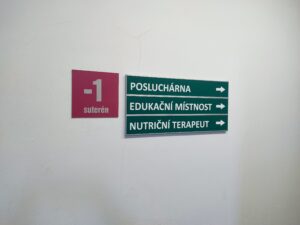 -1
suterén
POSLUCHÁRNA →
EDUKAČNÍ MÍSTNOST →
NUTRIČNÍ TERAPEUT →